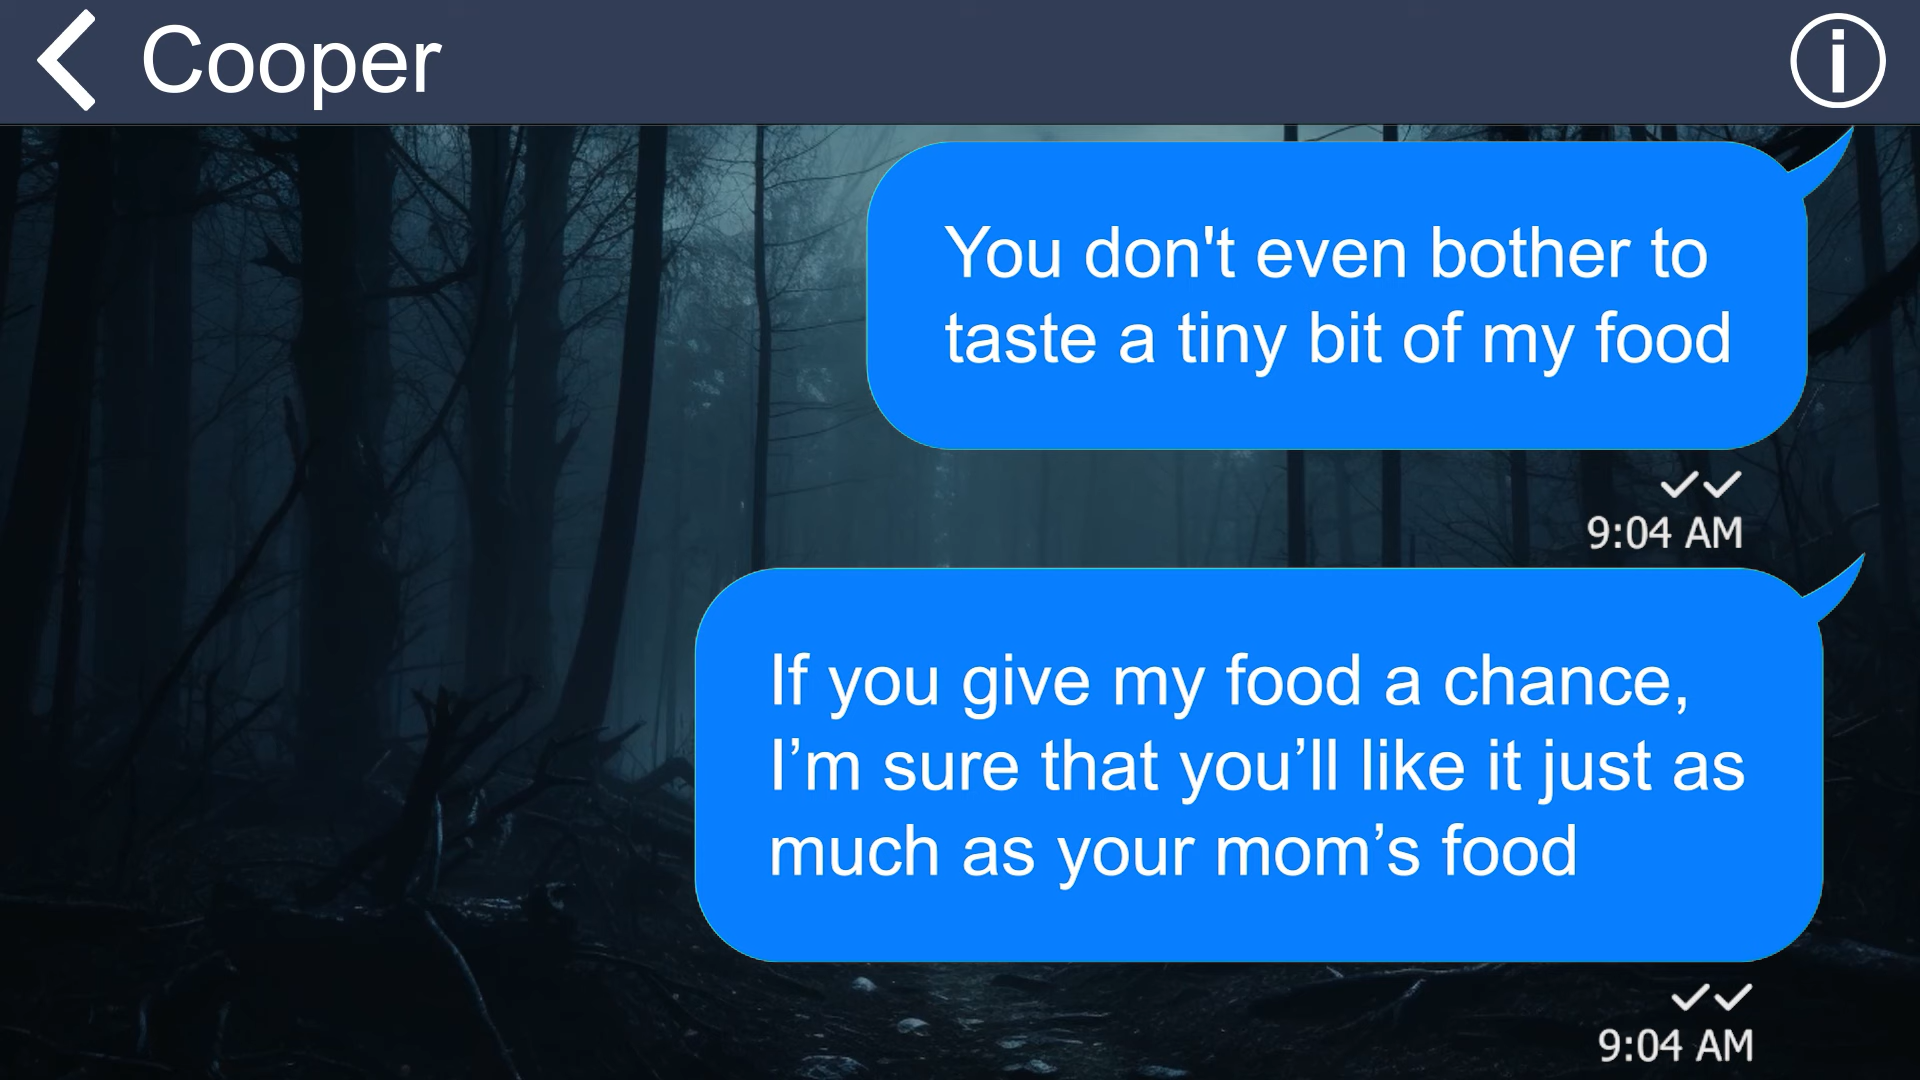 Cooper
You don't even bother to
taste a tiny bit of my food
9:04 AM
If you give my food a chance,
I’m sure that you’ll like it just as
much as your mom’s food
9:04 AM